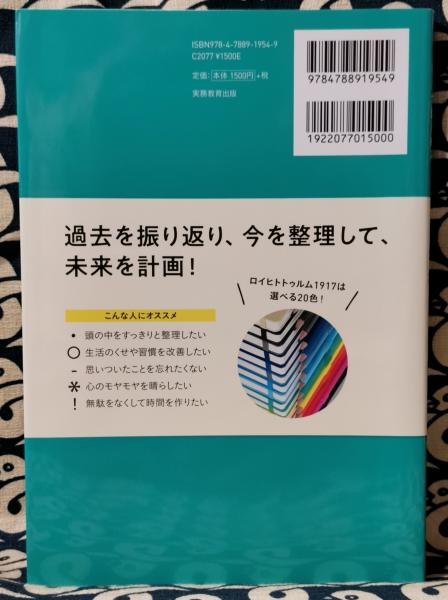 ISBN978-4-7889-1954-9
C2077 ¥1500E
定価: 本体 1500円 +税
実務教育出版
9784788919549
1922077015000
過去を振り返り、今を整理して、
未来を計画!
ロイヒトトゥルム1917は
選べる20色!
こんな人にオススメ
• 頭の中をすっきりと整理したい
○ 生活のくせや習慣を改善したい
- 思いついたことを忘れたくない
* 心のモヤモヤを晴らしたい
! 無駄をなくして時間を作りたい